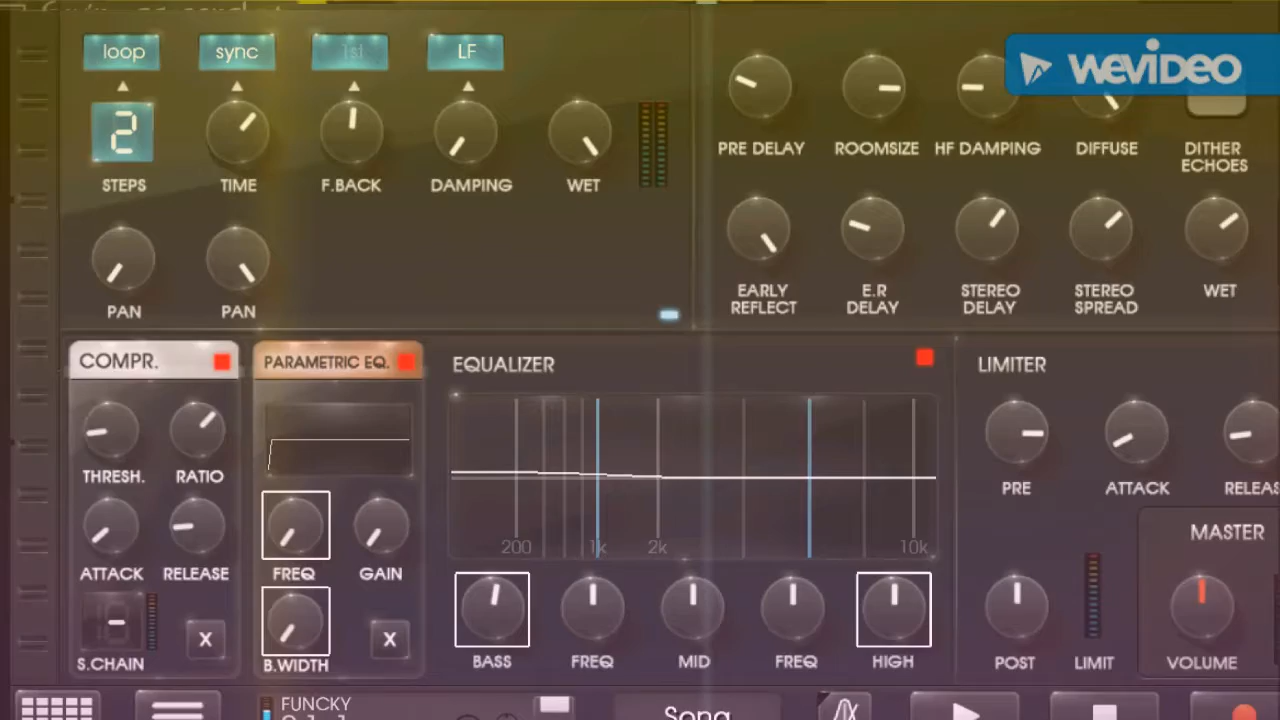 loop sync 1st LF
WEVIDEO
2
STEPS TIME F.BACK DAMPING WET
PRE DELAY ROOMSIZE HF DAMPING DIFFUSE DITHER
ECHOES
PAN PAN
EARLY
REFLECT
E.R
DELAY
STEREO
DELAY
STEREO
SPREAD
WET
COMPR.
THRESH. RATIO
ATTACK RELEASE
S.CHAIN
X
PARAMETRIC EQ.
FREQ GAIN
B.WIDTH
X
EQUALIZER
200 1k 2k 10k
BASS FREQ MID FREQ HIGH
LIMITER
PRE ATTACK RELEAS
MASTER
POST LIMIT VOLUME
FUNCKY
Song